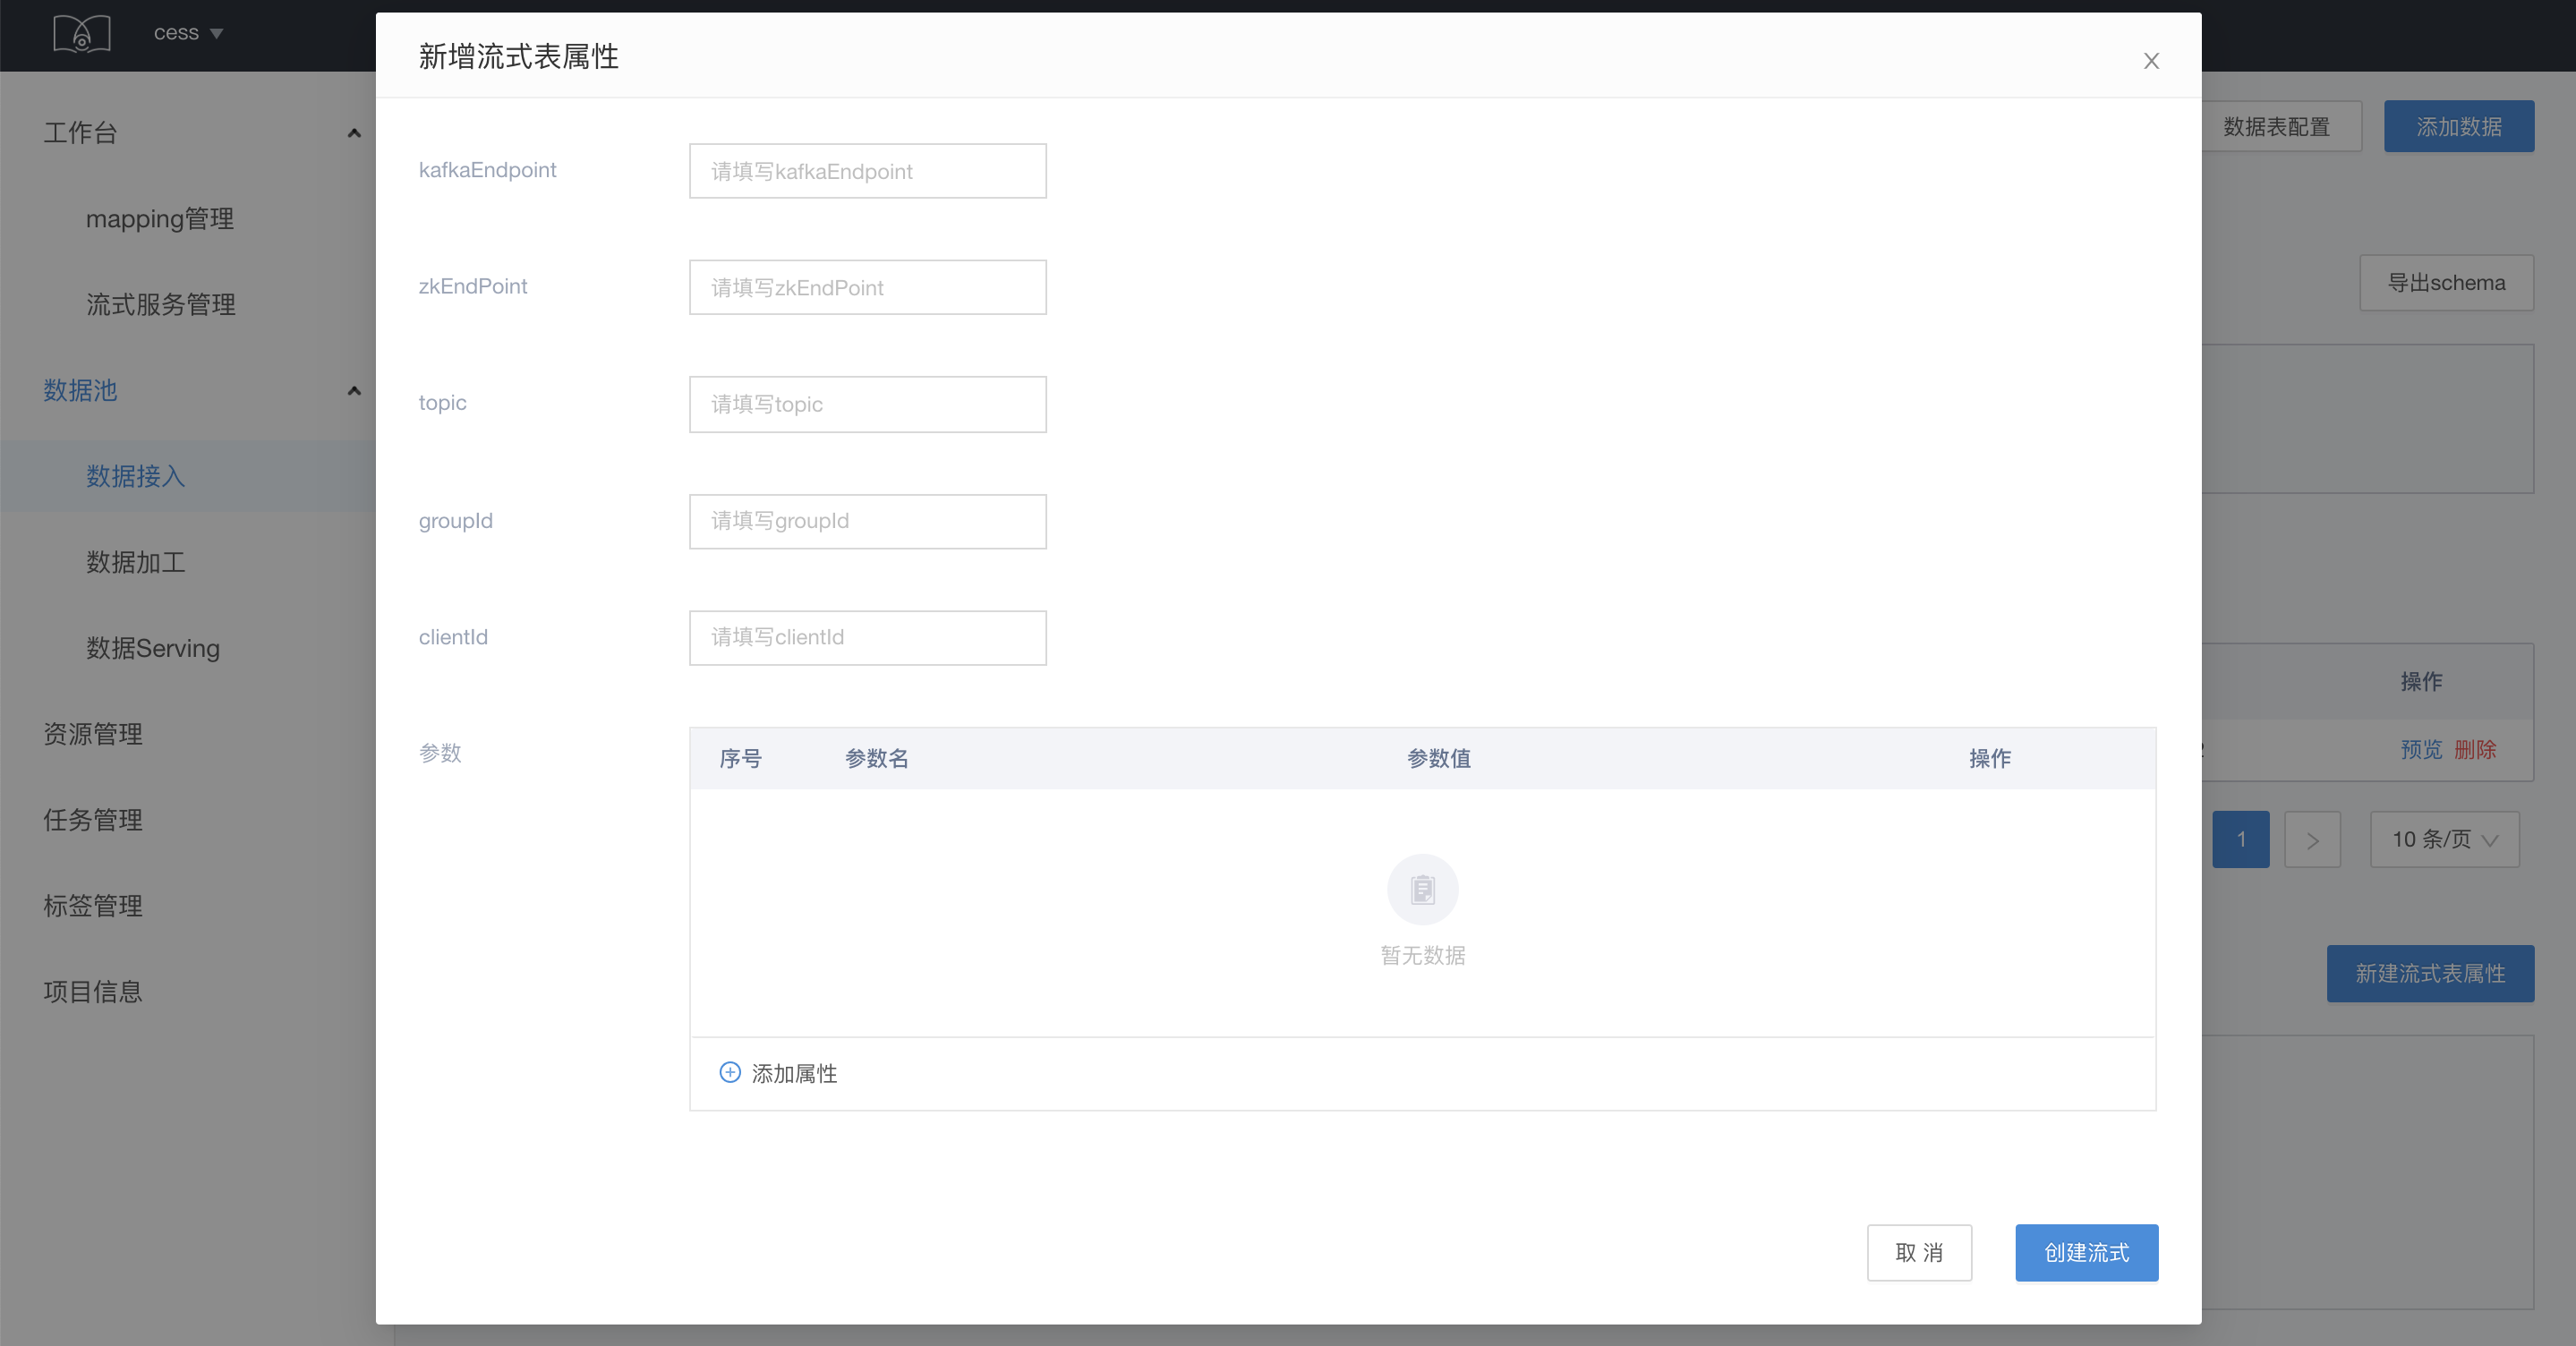 cess
新增流式表属性
工作台
mapping管理
流式服务管理
数据池
数据接入
数据加工
数据Serving
资源管理
任务管理
标签管理
项目信息
kafkaEndpoint
请填写kafkaEndpoint
zkEndPoint
请填写zkEndPoint
topic
请填写topic
groupId
请填写groupId
clientId
请填写clientId
参数
序号 参数名 参数值 操作
暂无数据
添加属性
取 消 创建流式
数据表配置 添加数据
导出schema
操作
预览 删除
1 10 条/页
新建流式表属性